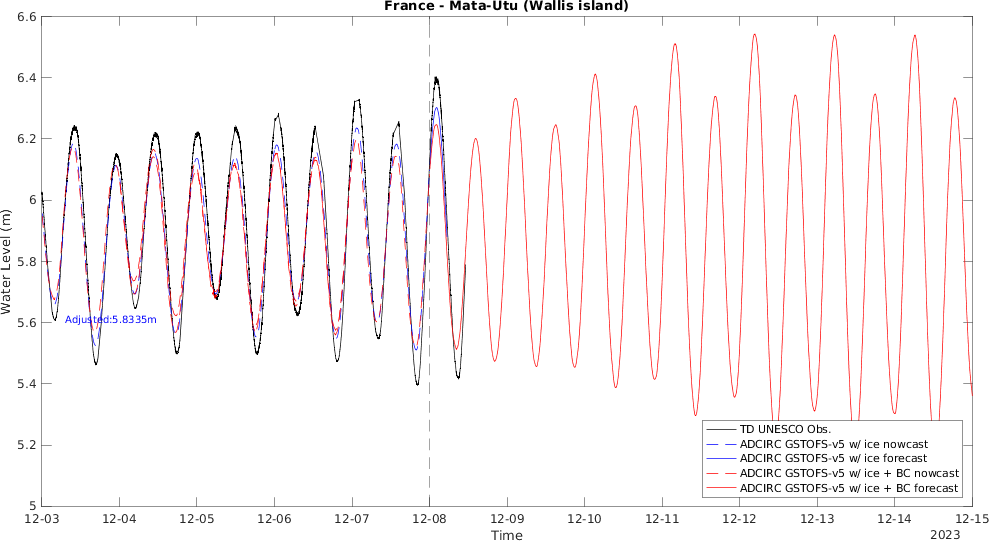 France - Mata-Utu (Wallis island)
6.6
6.4
6.2
6
5.8
5.6
5.4
5.2
5
Water Level (m)
Adjusted:5.8335m
TD UNESCO Obs.
ADCIRC GSTOFS-v5 w/ ice nowcast
ADCIRC GSTOFS-v5 w/ ice forecast
ADCIRC GSTOFS-v5 w/ ice + BC nowcast
ADCIRC GSTOFS-v5 w/ ice + BC forecast
12-03 12-04 12-05 12-06 12-07 12-08 12-09 12-10 12-11 12-12 12-13 12-14 12-15
Time
2023